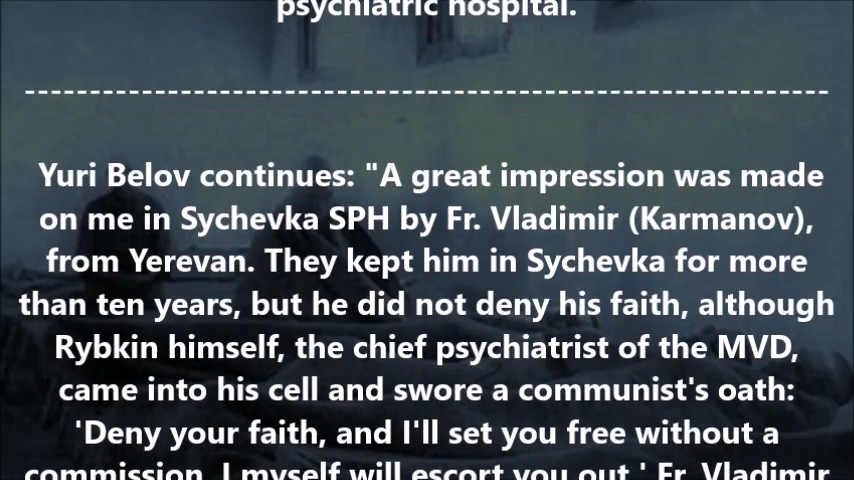 psychiatric hospital.
--------------------------------------------------------------
Yuri Belov continues: "A great impression was made
on me in Sychevka SPH by Fr. Vladimir (Karmanov),
from Yerevan. They kept him in Sychevka for more
than ten years, but he did not deny his faith, although
Rybkin himself, the chief psychiatrist of the MVD,
came into his cell and swore a communist's oath:
'Deny your faith, and I'll set you free without a
commission. I myself will escort you out.' Fr. Vladimir